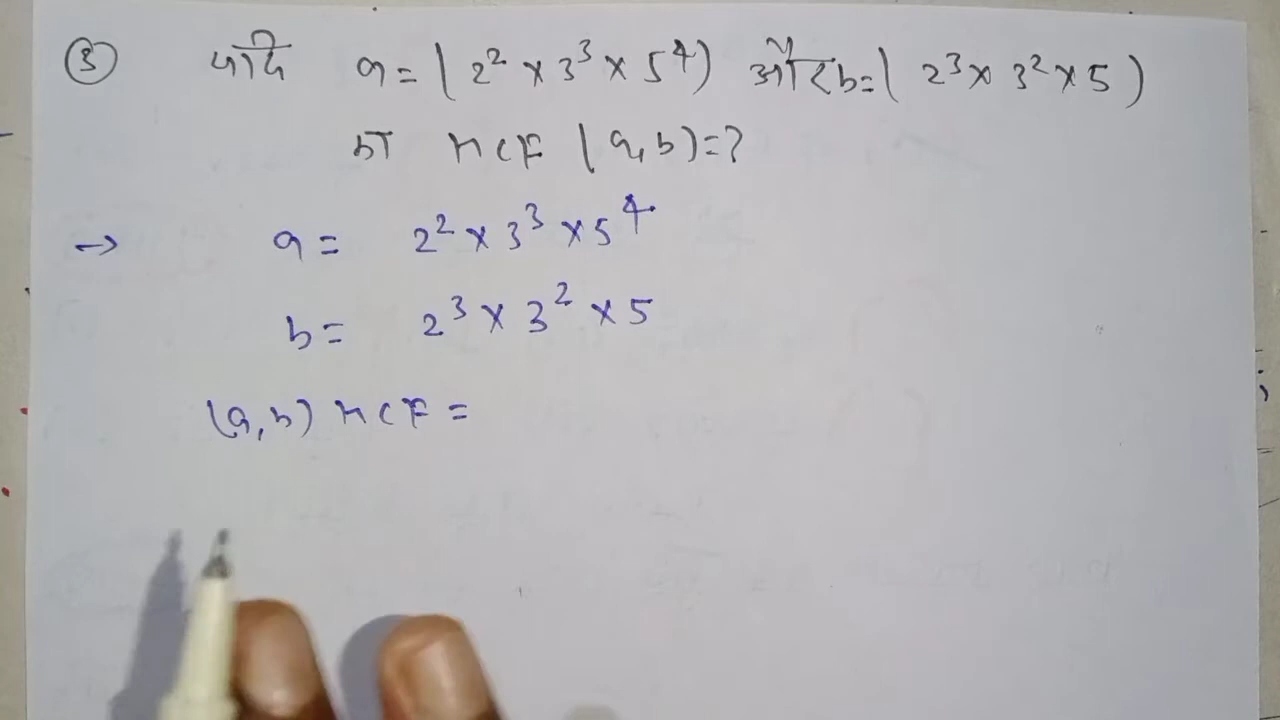 ③ यदि a = (2² × 3³ × 5⁴) और b = (2³ × 3² × 5)
का HCF (a, b) = ?
→ a = 2² × 3³ × 5⁴
b = 2³ × 3² × 5
(a, b) HCF =